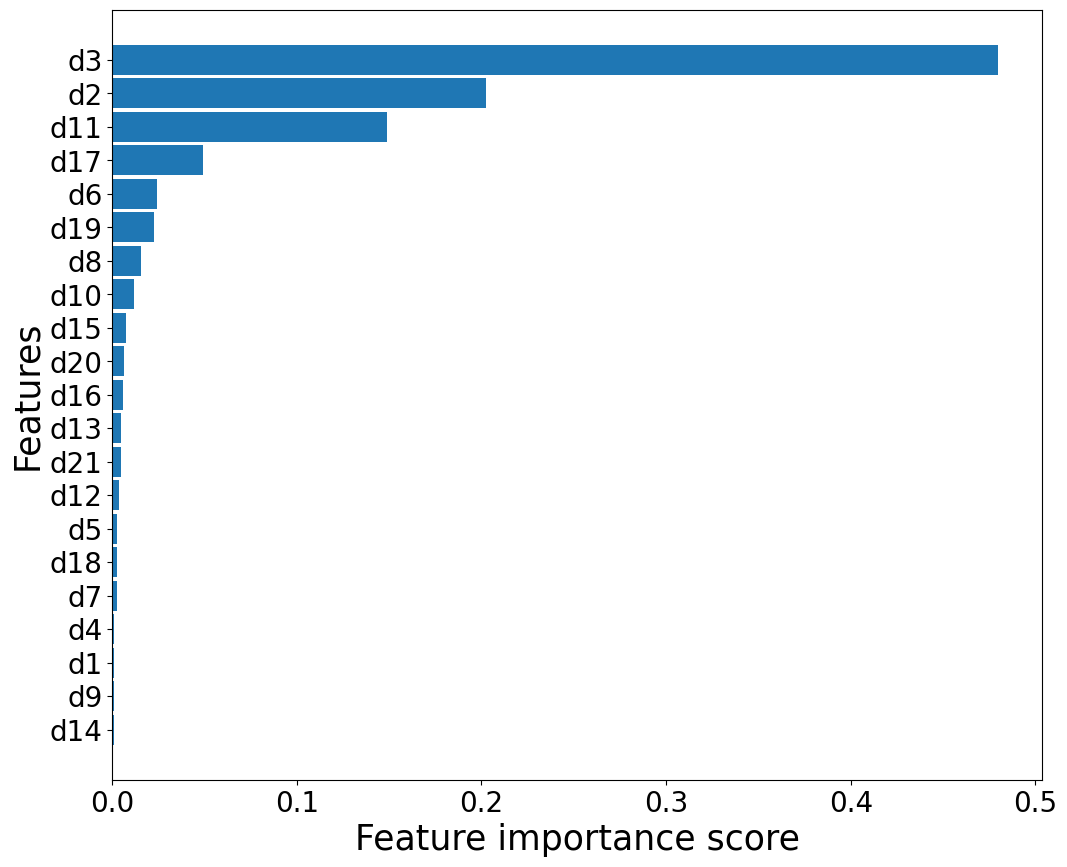 d3
d2
d11
d17
d6
d19
d8
d10
d15
d20
d16
d13
d21
d12
d5
d18
d7
d4
d1
d9
d14
Features
0.0 0.1 0.2 0.3 0.4 0.5
Feature importance score